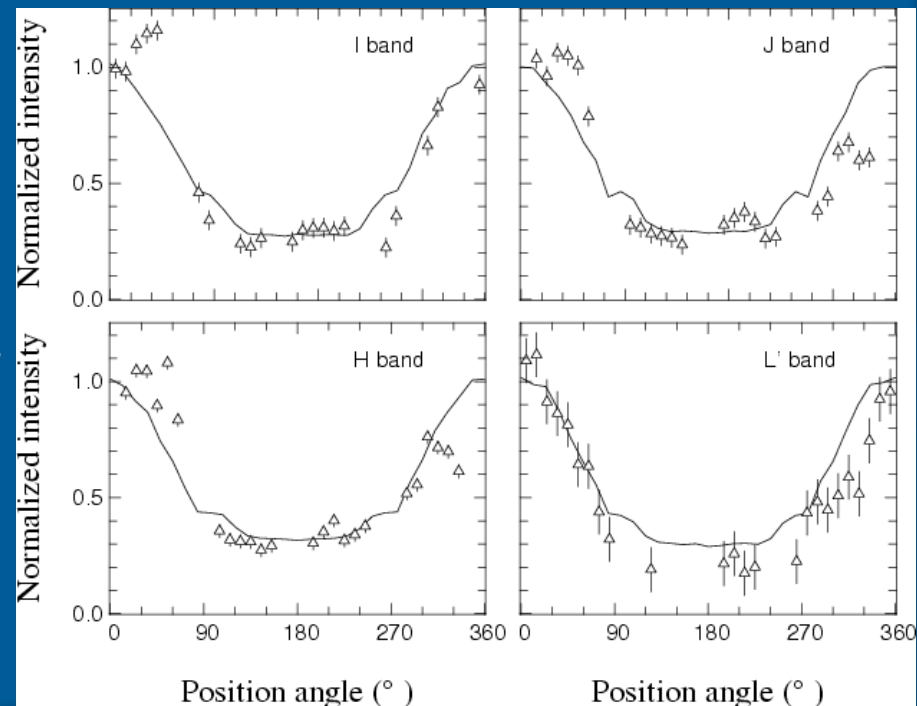 Normalized intensity
I band
1.0
0.5
0.0
J band
Normalized intensity
H band
1.0
0.5
0.0
0 90 180 270 360
L' band
0 90 180 270 360
Position angle (° )
Position angle (° )